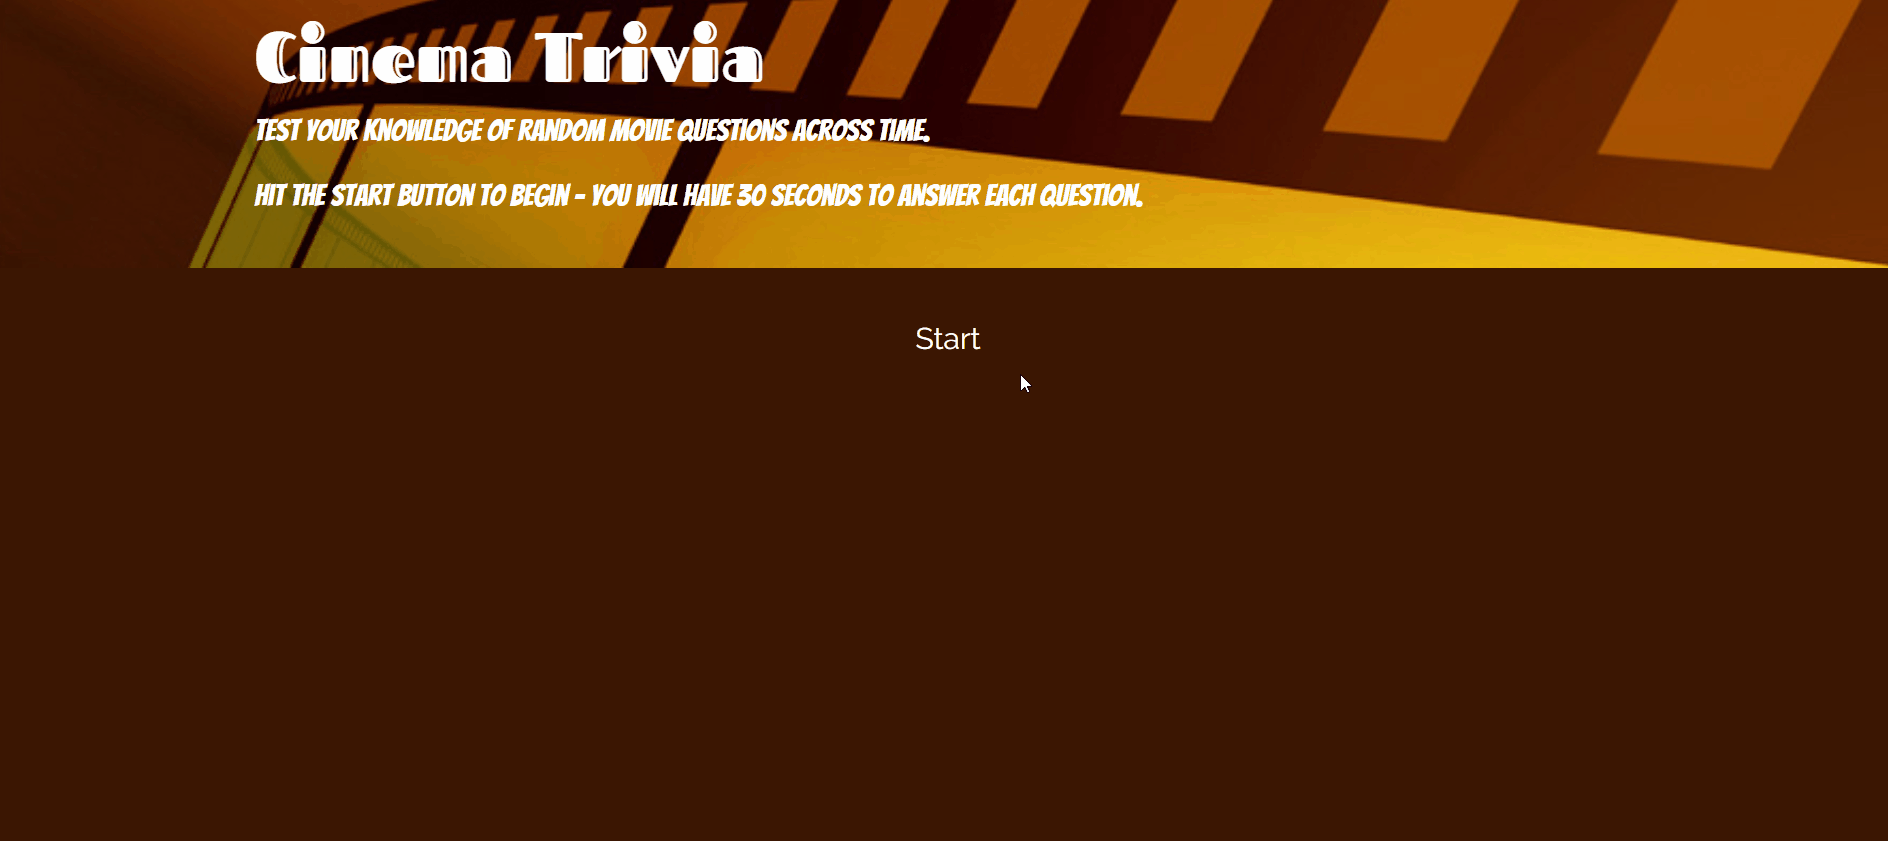 Cinema Trivia
TEST YOUR KNOWLEDGE OF RANDOM MOVIE QUESTIONS ACROSS TIME.
HIT THE START BUTTON TO BEGIN - YOU WILL HAVE 30 SECONDS TO ANSWER EACH QUESTION.
Start